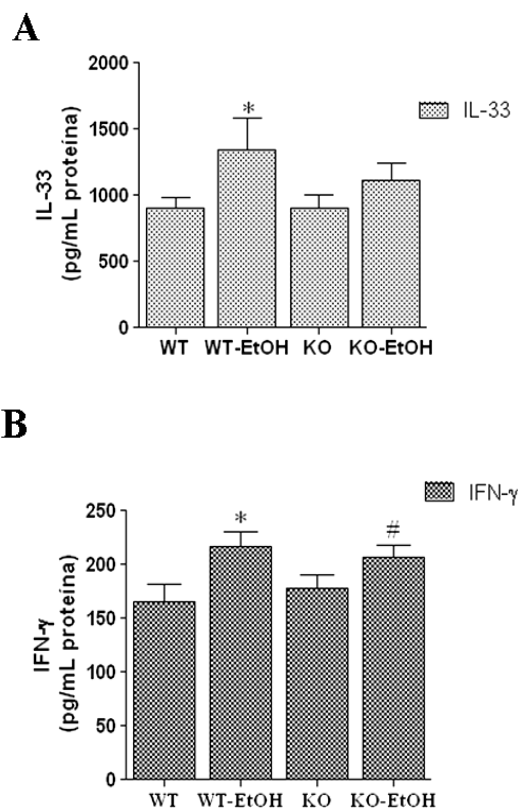 A
2000
1500
1000
500
0
IL-33
(pg/mL proteína)
*
IL-33
WT WT-EtOH KO KO-EtOH
B
250
200
150
100
50
0
IFN-γ
(pg/mL proteína)
* #
IFN-γ
WT WT-EtOH KO KO-EtOH